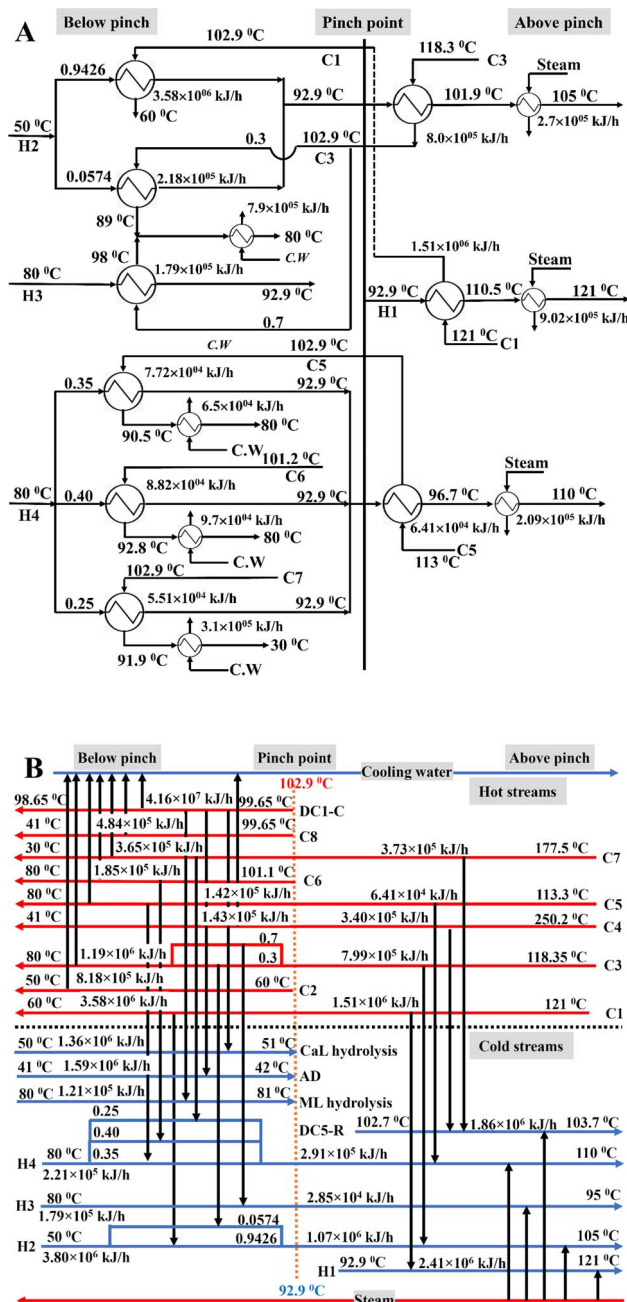 A
Below pinch
Pinch point
Above pinch
102.9 ⁰C
C1
118.3 ⁰C
C3
Steam
0.9426
3.58×10⁰⁶ kJ/h
60 ⁰C
92.9 ⁰C
101.9 ⁰C
105 ⁰C
50 ⁰C
H2
0.3
102.9 ⁰C
C3
8.0×10⁰⁵ kJ/h
2.7×10⁰⁵ kJ/h
0.0574
2.18×10⁰⁵ kJ/h
89 ⁰C
7.9×10⁰⁵ kJ/h
80 ⁰C
98 ⁰C
C.W
1.51×10⁰⁶ kJ/h
Steam
80 ⁰C
H3
1.79×10⁰⁵ kJ/h
92.9 ⁰C
92.9 ⁰C
H1
110.5 ⁰C
121 ⁰C
0.7
9.02×10⁰⁵ kJ/h
121 ⁰C
C1
C.W
102.9 ⁰C
C5
0.35
7.72×10⁰⁴ kJ/h
92.9 ⁰C
6.5×10⁰⁴ kJ/h
80 ⁰C
90.5 ⁰C
C.W
101.2 ⁰C
C6
Steam
80 ⁰C
H4
0.40
8.82×10⁰⁴ kJ/h
92.9 ⁰C
96.7 ⁰C
110 ⁰C
9.7×10⁰⁴ kJ/h
80 ⁰C
92.8 ⁰C
C.W
6.41×10⁰⁴ kJ/h
2.09×10⁰⁵ kJ/h
C5
113 ⁰C
102.9 ⁰C
C7
0.25
5.51×10⁰⁴ kJ/h
92.9 ⁰C
3.1×10⁰⁵ kJ/h
30 ⁰C
91.9 ⁰C
C.W
B
Below pinch
Pinch point
Above pinch
Cooling water
102.9 ⁰C
Hot streams
98.65 ⁰C
4.16×10⁷ kJ/h
99.65 ⁰C
DC1-C
41 ⁰C
4.84×10⁵ kJ/h
99.65 ⁰C
C8
30 ⁰C
3.65×10⁵ kJ/h
3.73×10⁵ kJ/h
177.5 ⁰C
C7
80 ⁰C
1.85×10⁵ kJ/h
101.1 ⁰C
C6
80 ⁰C
1.42×10⁵ kJ/h
6.41×10⁴ kJ/h
113.3 ⁰C
C5
41 ⁰C
1.43×10⁵ kJ/h
3.40×10⁵ kJ/h
250.2 ⁰C
C4
0.7
80 ⁰C
1.19×10⁶ kJ/h
0.3
7.99×10⁵ kJ/h
118.35 ⁰C
C3
50 ⁰C
8.18×10⁵ kJ/h
60 ⁰C
C2
60 ⁰C
3.58×10⁶ kJ/h
1.51×10⁶ kJ/h
121 ⁰C
C1
Cold streams
50 ⁰C
1.36×10⁶ kJ/h
51 ⁰C
CaL hydrolysis
41 ⁰C
1.59×10⁶ kJ/h
42 ⁰C
AD
80 ⁰C
1.21×10⁵ kJ/h
81 ⁰C
ML hydrolysis
0.25
DC5-R
102.7 ⁰C
1.86×10⁶ kJ/h
103.7 ⁰C
0.40
H4
80 ⁰C
0.35
2.91×10⁵ kJ/h
110 ⁰C
2.21×10⁵ kJ/h
H3
80 ⁰C
2.85×10⁴ kJ/h
95 ⁰C
1.79×10⁵ kJ/h
0.0574
H2
50 ⁰C
0.9426
1.07×10⁶ kJ/h
105 ⁰C
3.80×10⁶ kJ/h
H1
92.9 ⁰C
2.41×10⁶ kJ/h
121 ⁰C
92.9 ⁰C
Steam